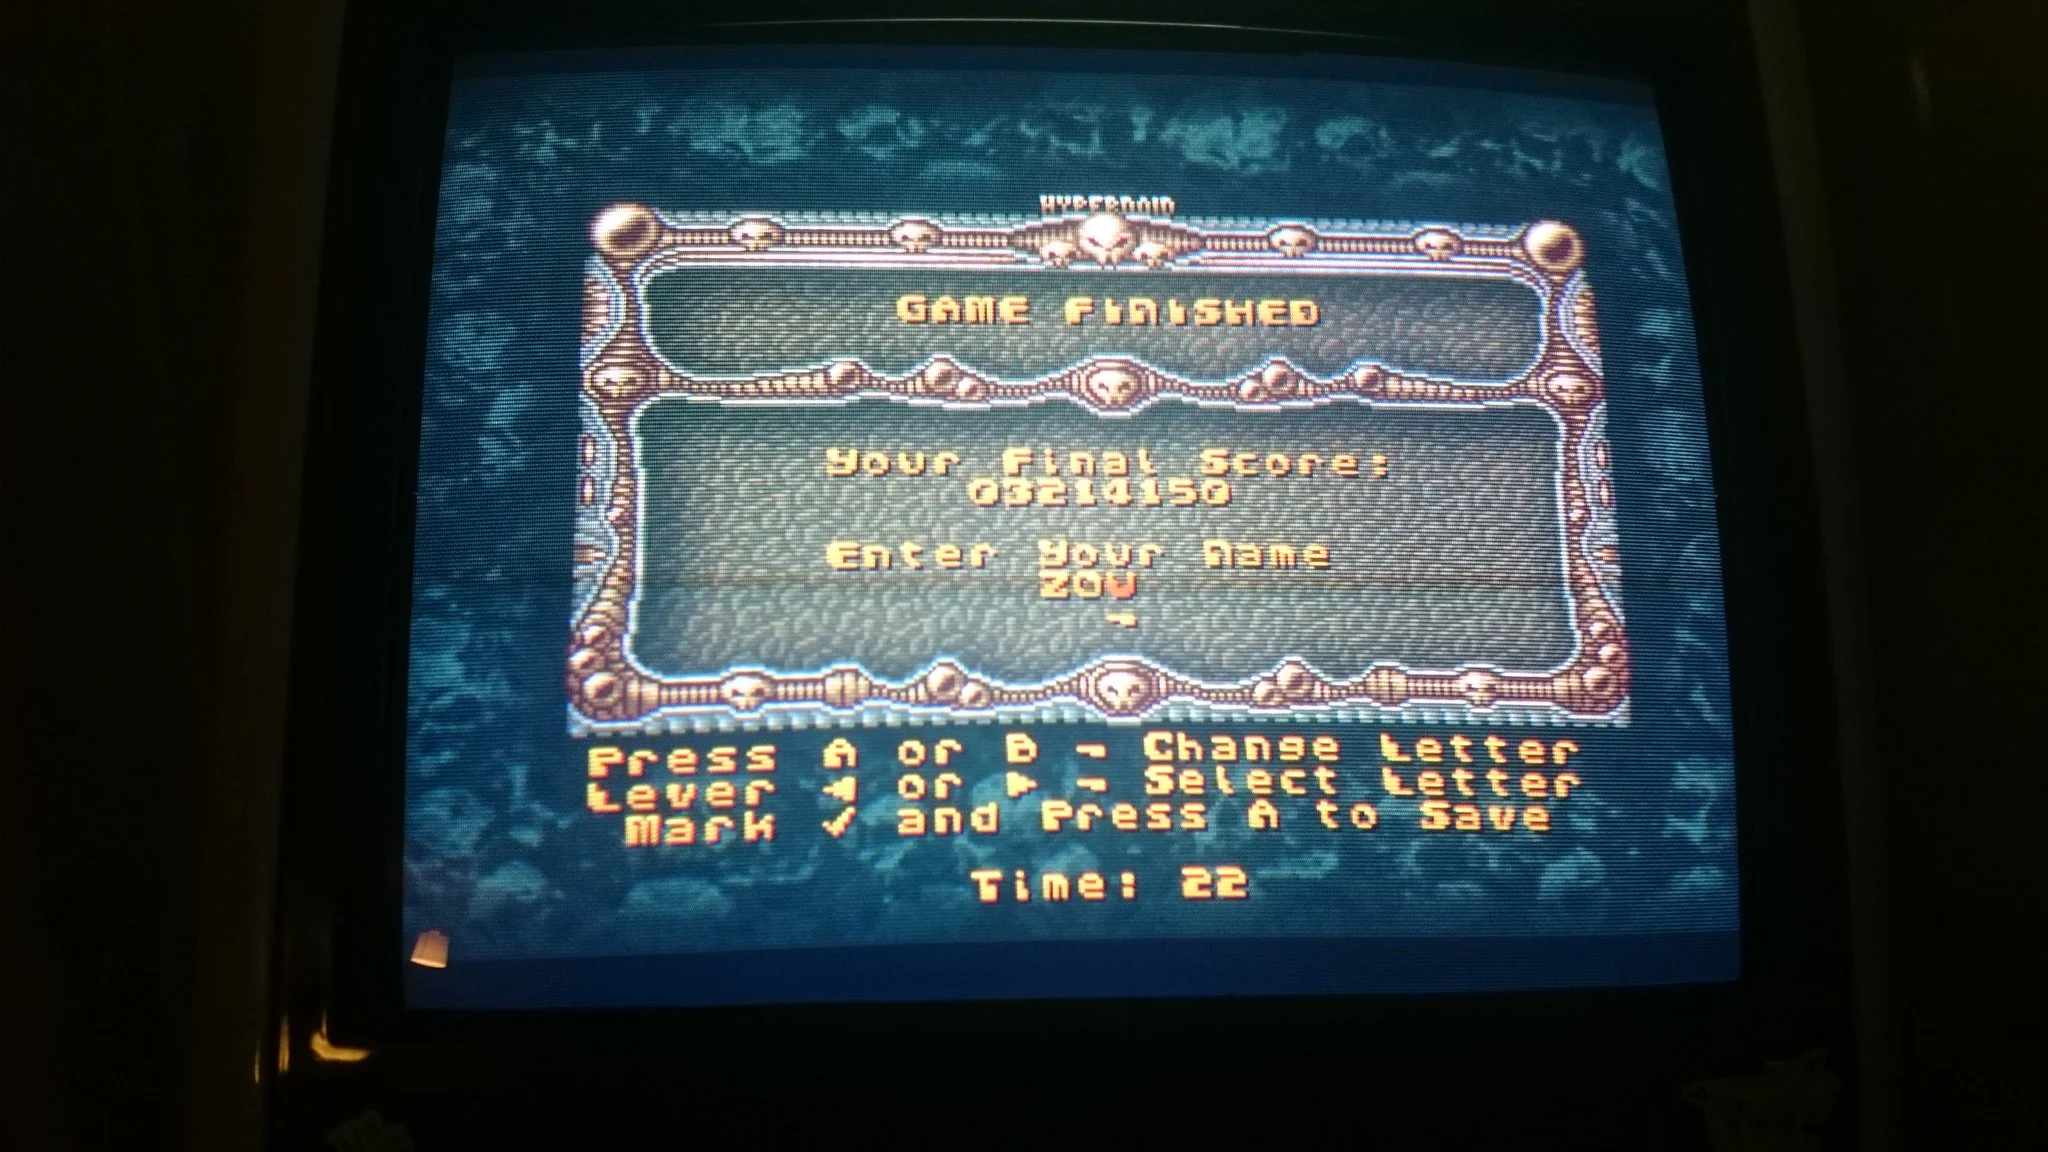 HYPERNOID
GAME FINISHED
Your Final Score:
03214150
Enter Your Name
ZOV
Press A or B - Change Letter
Lever ◄ or ► - Select Letter
Mark ✓ and Press A to Save
Time: 22